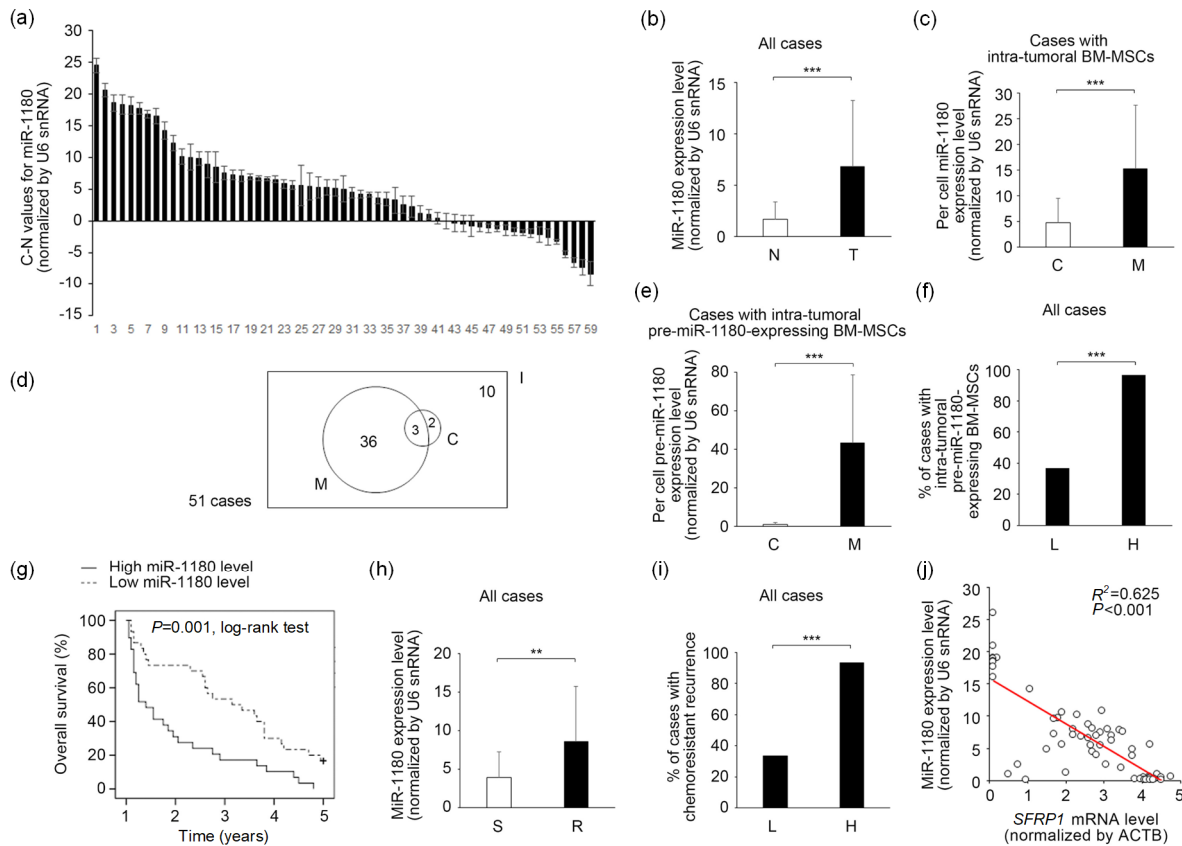 (a)
C-N values for miR-1180
(normalized by U6 snRNA)
30
25
20
15
10
5
0
-5
-10
-15
1 3 5 7 9 11 13 15 17 19 21 23 25 27 29 31 33 35 37 39 41 43 45 47 49 51 53 55 57 59
(b)
All cases
MiR-1180 expression level
(normalized by U6 snRNA)
15
10
5
0
***
N T
(c)
Cases with
intra-tumoral BM-MSCs
Per cell miR-1180
expression level
(normalized by U6 snRNA)
30
25
20
15
10
5
0
***
C M
(d)
I
10
36
3
2
C
M
51 cases
(e)
Cases with intra-tumoral
pre-miR-1180-expressing BM-MSCs
Per cell pre-miR-1180
expression level
(normalized by U6 snRNA)
80
60
40
20
0
***
C M
(f)
All cases
% of cases with
intra-tumoral
pre-miR-1180-
expressing BM-MSCs
100
80
60
40
20
0
***
L H
(g)
High miR-1180 level
Low miR-1180 level
P=0.001, log-rank test
Overall survival (%)
100
80
60
40
20
0
1 2 3 4 5
Time (years)
(h)
All cases
MiR-1180 expression level
(normalized by U6 snRNA)
20
15
10
5
0
**
S R
(i)
All cases
% of cases with
chemoresistant recurrence
100
80
60
40
20
0
***
L H
(j)
R²=0.625
P<0.001
MiR-1180 expression level
(normalized by U6 snRNA)
30
25
20
15
10
5
0
0 1 2 3 4 5
SFRP1 mRNA level
(normalized by ACTB)